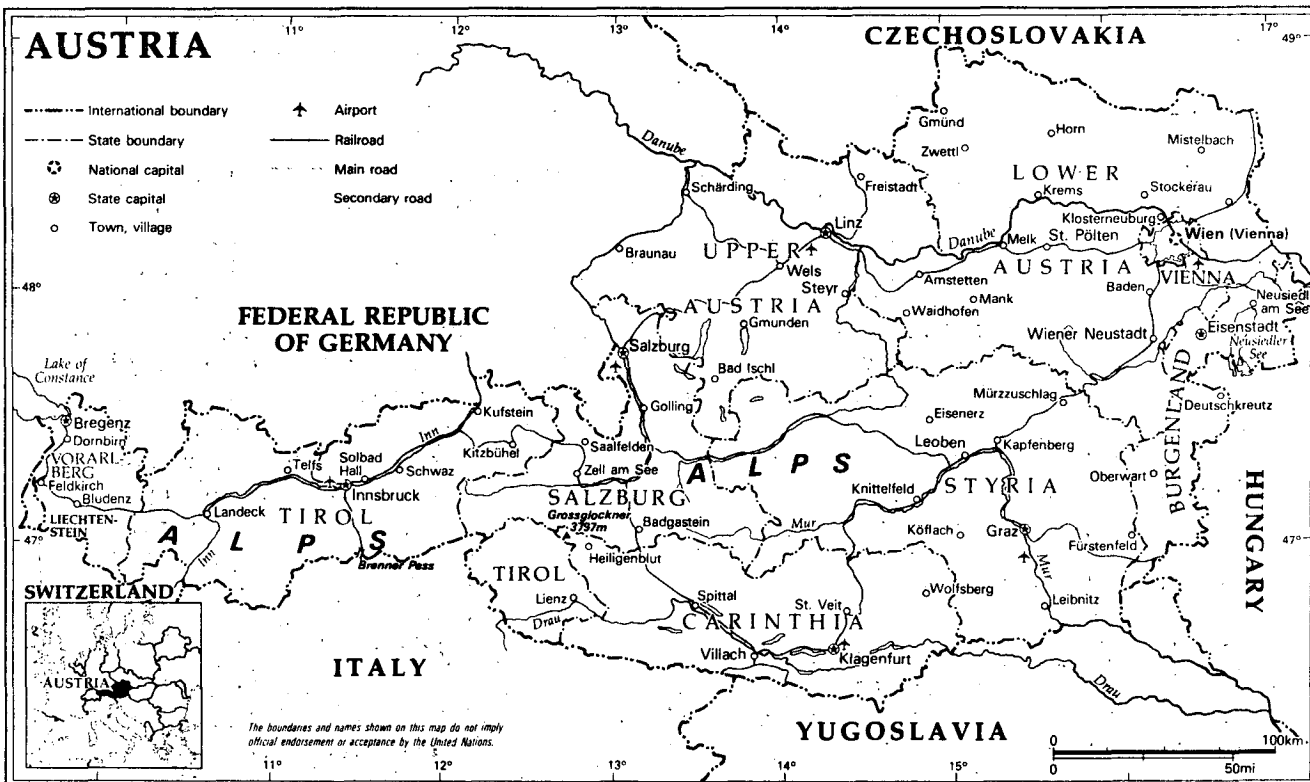 AUSTRIA
11°
12°
13°
14°
17°
49°
CZECHOSLOVAKIA
International boundary
State boundary
National capital
State capital
Town, village
Airport
Railroad
Main road
Secondary road
Danube
Gmünd
Horn
Mistelbach
Zwettl
LOWER
Schärding
Freistadt
Krems
Stockerau
Klosterneuburg
Linz
Danube
Melk
St. Pölten
Wien (Vienna)
Braunau
UPPER
Wels
Amstetten
AUSTRIA
VIENNA
Steyr
Baden
48°
Mank
Neusiedl
am See
AUSTRIA
Waidhofen
FEDERAL REPUBLIC
OF GERMANY
Gmunden
Wiener Neustadt
Eisenstadt
Neusiedler
See
Salzburg
Lake of
Constance
Bad Ischl
Mürzzuschlag
Deutschkreutz
Golling
Eisenerz
Kufstein
Bregenz
Dornbirn
Inn
Kitzbühel
Saalfelden
Leoben
Kapfenberg
BURGENLAND
VORARL
BERG
Solbad
Hall
Telfs
Schwaz
Zell am See
ALPS
Oberwart
HUNGARY
Feldkirch
Innsbruck
SALZBURG
Knittelfeld
STYRIA
Bludenz
Landeck
TIROL
Grossglockner
3797m
Badgastein
Mur
Köflach
Graz
LIECHTEN-
STEIN
47°
ALPS
Inn
Brenner Pass
Heiligenblut
Fürstenfeld
47°
SWITZERLAND
TIROL
Lienz
Drau
Spittal
St. Veit
Wolfsberg
Mur
Leibnitz
CARINTHIA
Villach
Klagenfurt
ITALY
AUSTRIA
Drau
The boundaries and names shown on this map do not imply
official endorsement or acceptance by the United Nations.
YUGOSLAVIA
0 100km
0 50mi
11°
12°
13°
14°
15°